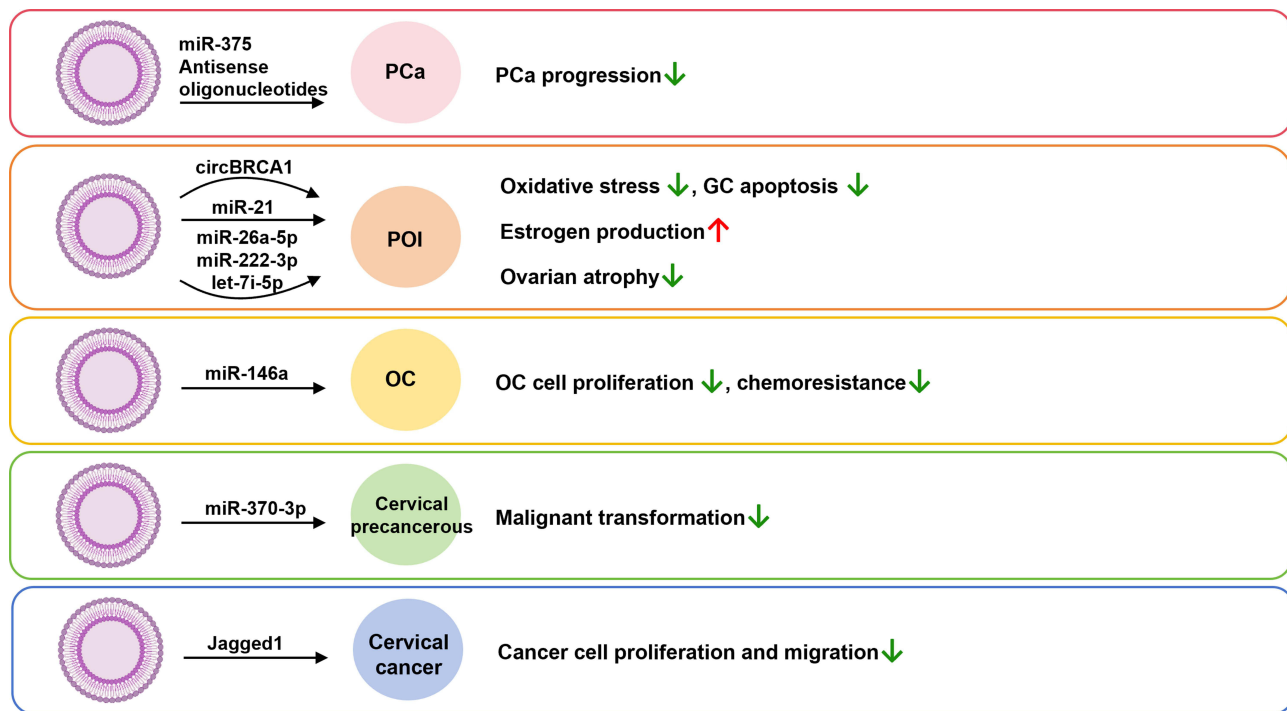 miR-375
Antisense
oligonucleotides
PCa
PCa progression↓
circBRCA1
miR-21
miR-26a-5p
miR-222-3p
let-7i-5p
POI
Oxidative stress ↓, GC apoptosis ↓
Estrogen production↑
Ovarian atrophy↓
miR-146a
OC
OC cell proliferation ↓, chemoresistance↓
miR-370-3p
Cervical
precancerous
Malignant transformation↓
Jagged1
Cervical
cancer
Cancer cell proliferation and migration↓